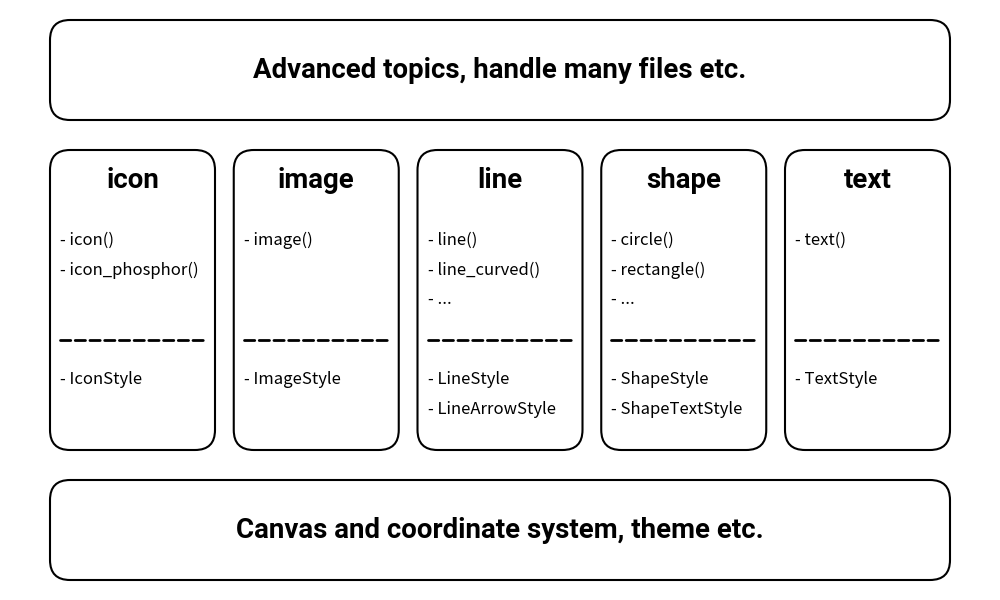 Advanced topics, handle many files etc.
icon
- icon()
- icon_phosphor()
- IconStyle
image
- image()
- ImageStyle
line
- line()
- line_curved()
- ...
- LineStyle
- LineArrowStyle
shape
- circle()
- rectangle()
- ...
- ShapeStyle
- ShapeTextStyle
text
- text()
- TextStyle
Canvas and coordinate system, theme etc.